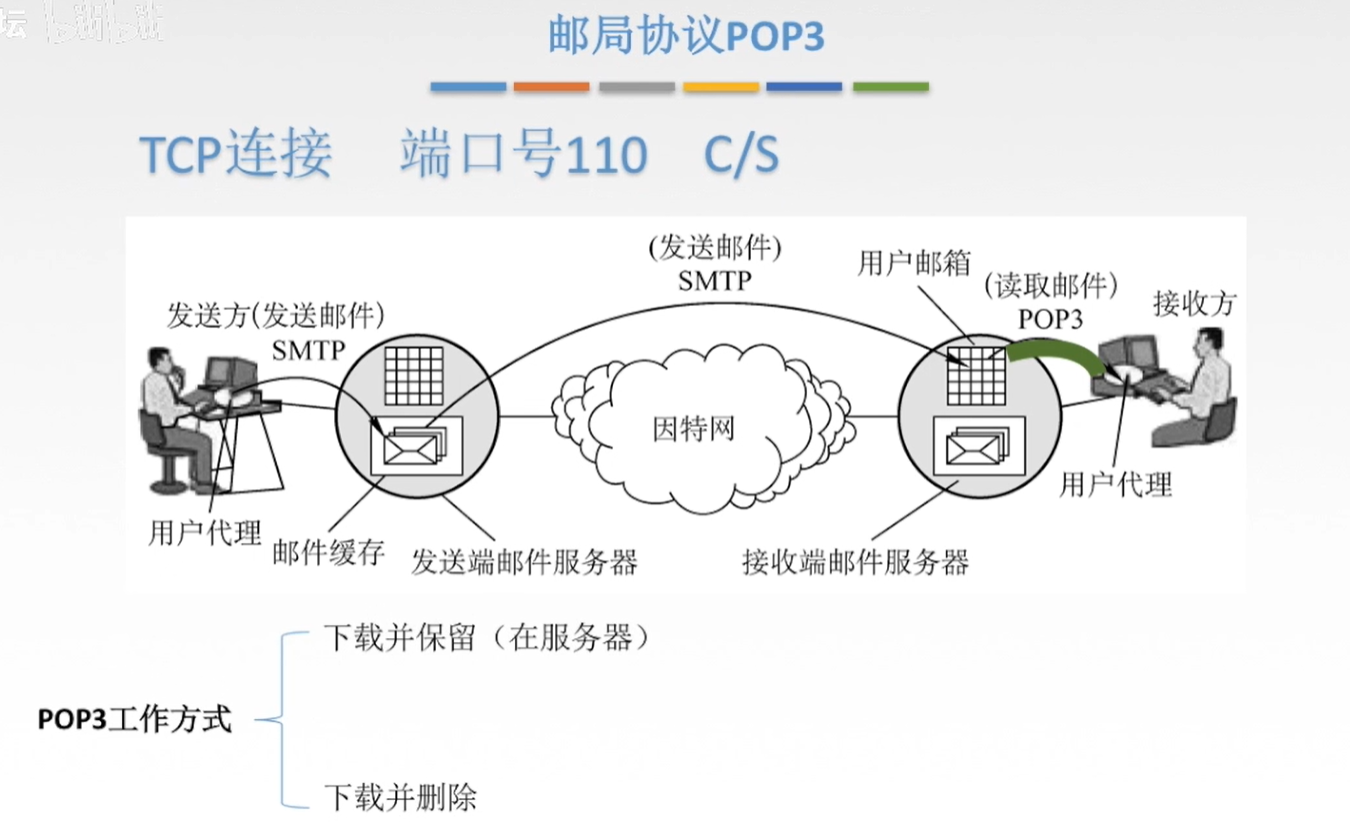 坛 bilibili
邮局协议POP3
TCP连接 端口号110 C/S
(发送邮件)
SMTP
用户邮箱
(读取邮件)
POP3
接收方
发送方(发送邮件)
SMTP
因特网
用户代理
邮件缓存
发送端邮件服务器
接收端邮件服务器
用户代理
下载并保留（在服务器）
POP3工作方式
下载并删除